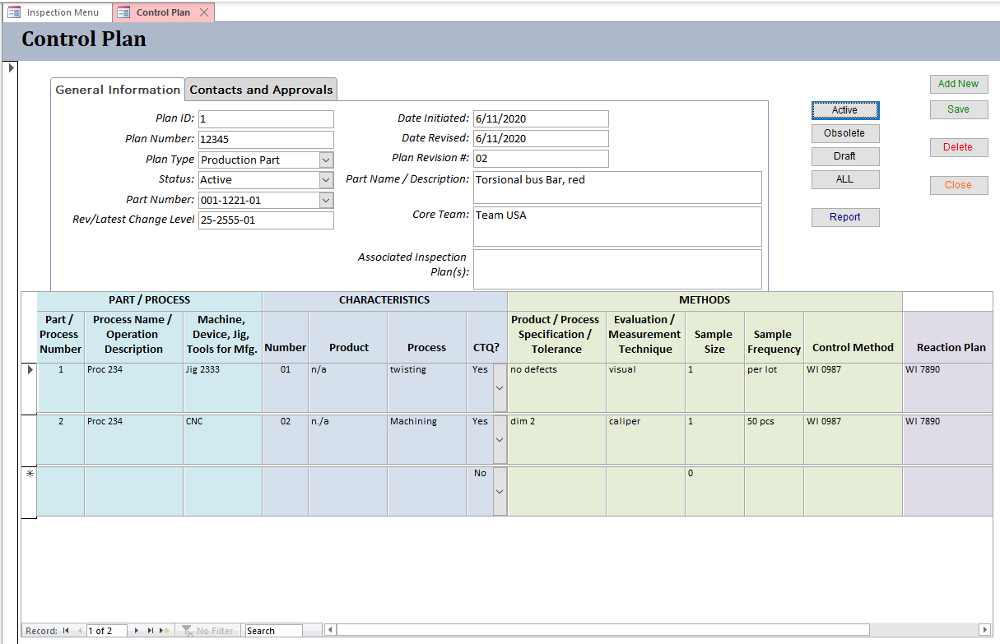 Inspection Menu
Control Plan
Control Plan
General Information
Contacts and Approvals
Plan ID: 1
Plan Number: 12345
Plan Type Production Part
Status: Active
Part Number: 001-1221-01
Rev/Latest Change Level 25-2555-01
Date Initiated: 6/11/2020
Date Revised: 6/11/2020
Plan Revision #: 02
Part Name / Description: Torsional bus Bar, red
Core Team: Team USA
Associated Inspection
Plan(s):
Active
Obsolete
Draft
ALL
Report
Add New
Save
Delete
Close
PART / PROCESS CHARACTERISTICS METHODS
Part /
Process
Number
Process Name /
Operation
Description
Machine,
Device, Jig,
Tools for Mfg.
Number
Product
Process
CTQ?
Product / Process
Specification /
Tolerance
Evaluation /
Measurement
Technique
Sample
Size
Sample
Frequency
Control Method
Reaction Plan
1 Proc 234 Jig 2333 01 n/a twisting Yes no defects visual 1 per lot WI 0987 WI 7890
2 Proc 234 CNC 02 n./a Machining Yes dim 2 caliper 1 50 pcs WI 0987 WI 7890
* No 0
Record: 1 of 2 No Filter Search